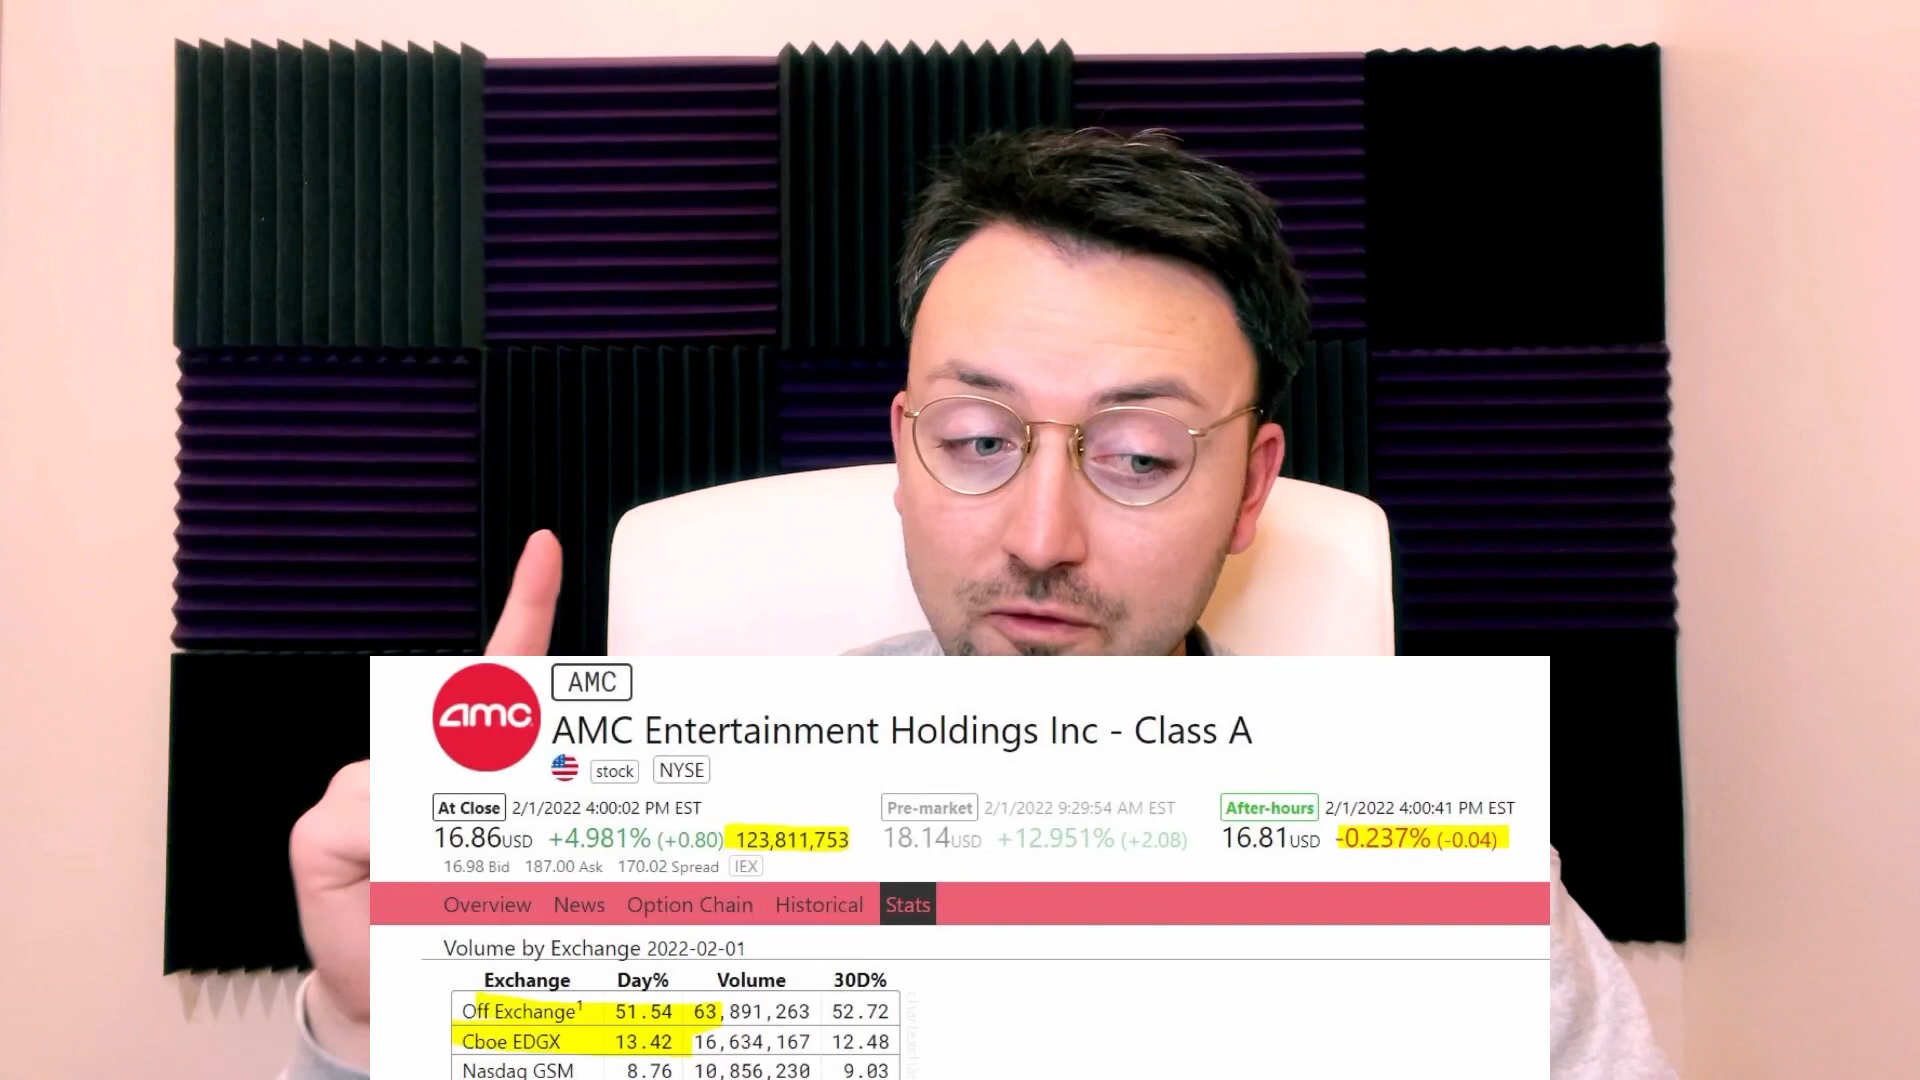 AMC
amc
AMC Entertainment Holdings Inc - Class A
stock NYSE
At Close 2/1/2022 4:00:02 PM EST Pre-market 2/1/2022 9:29:54 AM EST After-hours 2/1/2022 4:00:41 PM EST
16.86USD +4.981% (+0.80) 123,811,753 18.14USD +12.951% (+2.08) 16.81USD -0.237% (-0.04)
16.98 Bid 187.00 Ask 170.02 Spread IEX
Overview News Option Chain Historical Stats
Volume by Exchange 2022-02-01
Exchange Day% Volume 30D%
Off Exchange¹ 51.54 63,891,263 52.72
Cboe EDGX 13.42 16,634,167 12.48
Nasdaq GSM 8.76 10,856,230 9.03